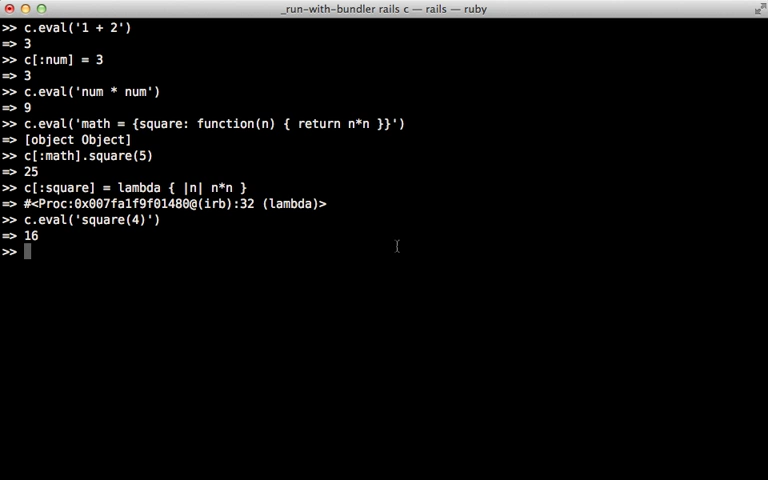 _run-with-bundler rails c — rails — ruby
>> c.eval('1 + 2')
=> 3
>> c[:num] = 3
=> 3
>> c.eval('num * num')
=> 9
>> c.eval('math = {square: function(n) { return n*n }}')
=> [object Object]
>> c[:math].square(5)
=> 25
>> c[:square] = lambda { |n| n*n }
=> #<Proc:0x007fa1f9f01480@(irb):32 (lambda)>
>> c.eval('square(4)')
=> 16
>>